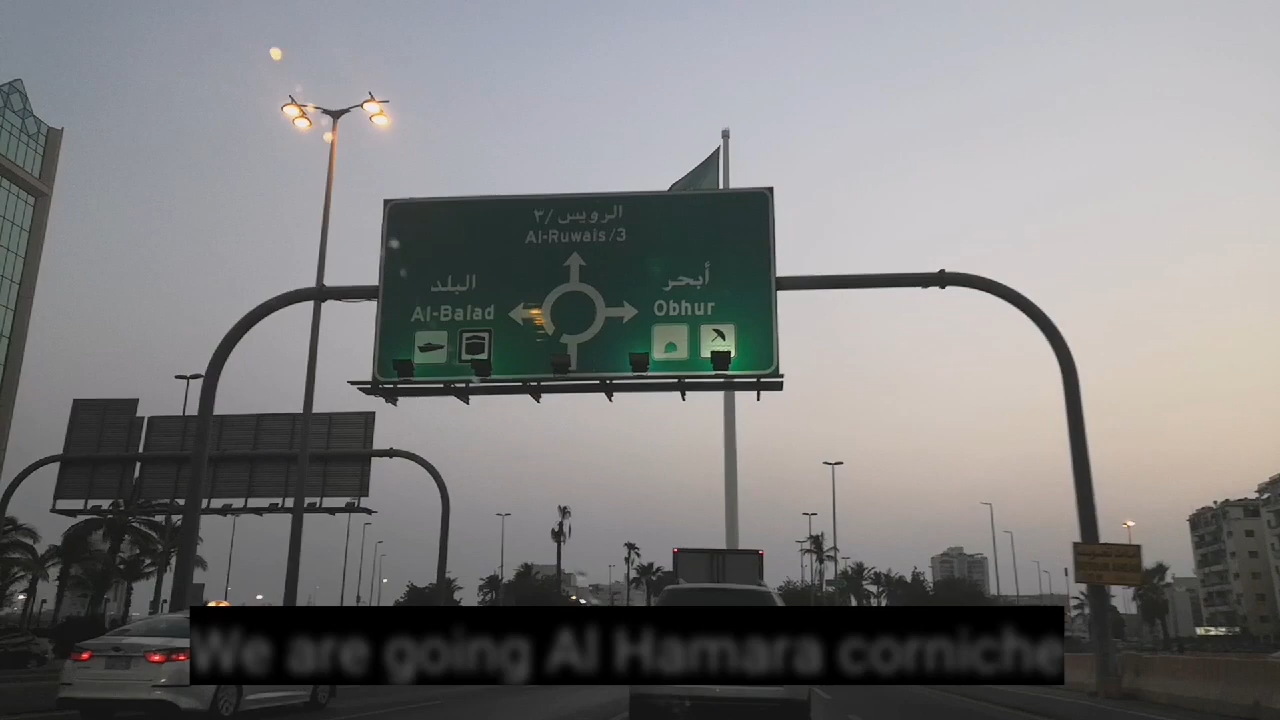 الرويس /٣
Al-Ruwais/3
البلد
أبحر
Al-Balad
Obhur
We are going Al Hamara corniche